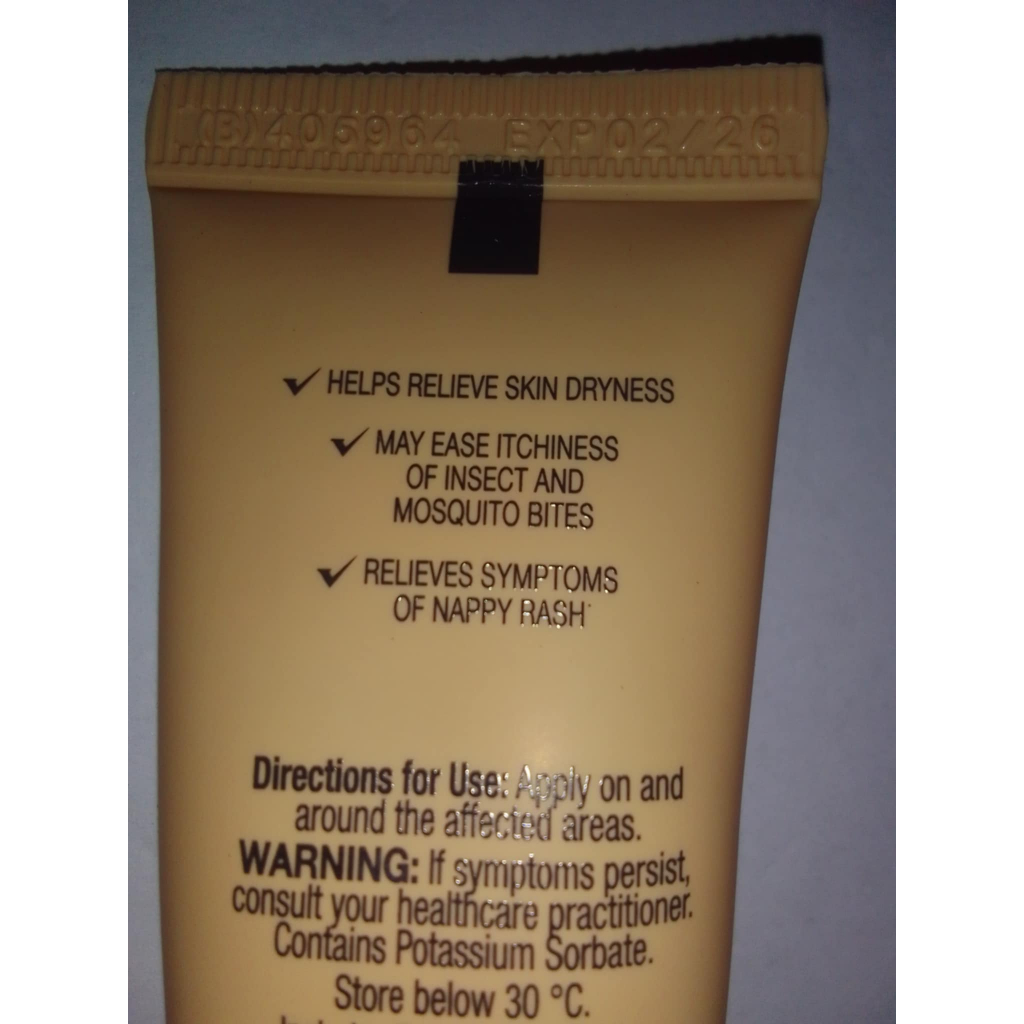 (B)406964 EXP02/26
✓ HELPS RELIEVE SKIN DRYNESS
✓ MAY EASE ITCHINESS
OF INSECT AND
MOSQUITO BITES
✓ RELIEVES SYMPTOMS
OF NAPPY RASH
Directions for Use: Apply on and
around the affected areas.
WARNING: If symptoms persist,
consult your healthcare practitioner.
Contains Potassium Sorbate.
Store below 30 °C.